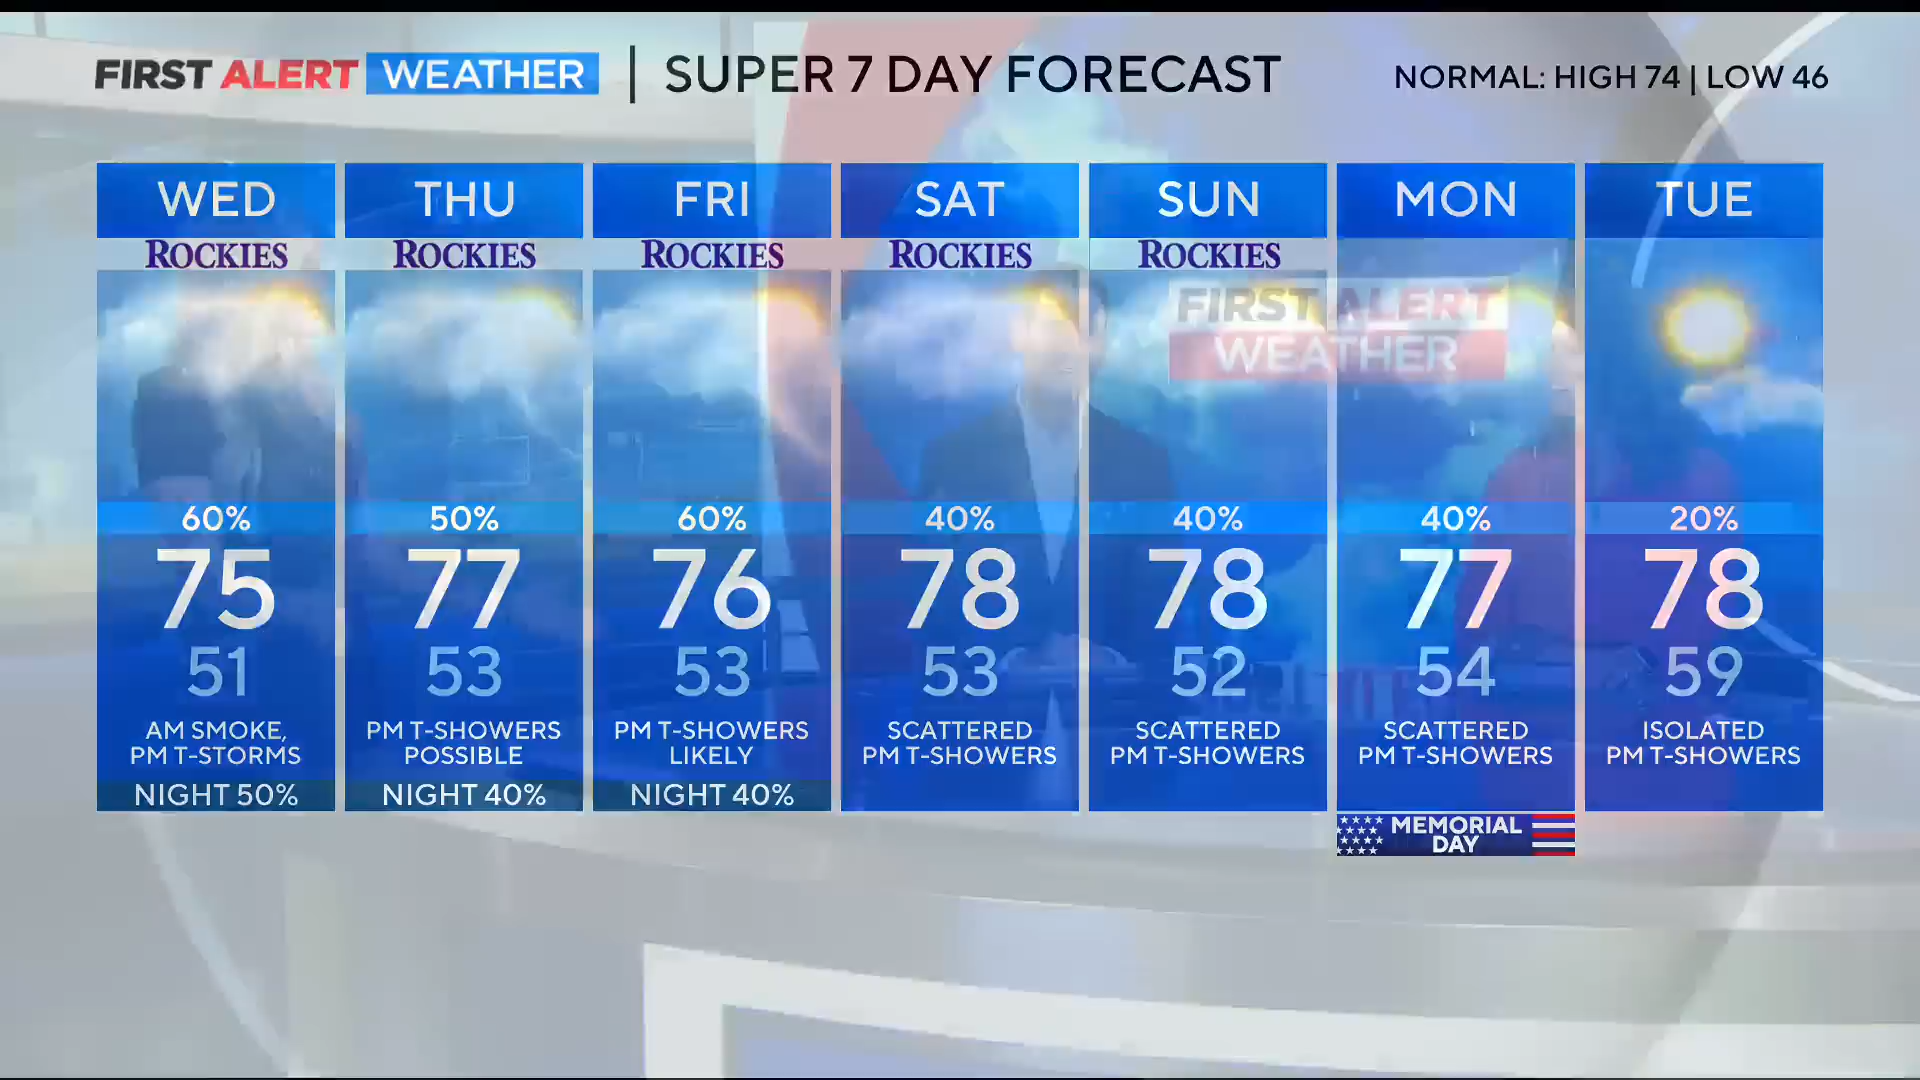 FIRST ALERT WEATHER | SUPER 7 DAY FORECAST
NORMAL: HIGH 74 | LOW 46
WED
ROCKIES
60%
75
51
AM SMOKE,
PM T-STORMS
NIGHT 50%
THU
ROCKIES
50%
77
53
PM T-SHOWERS
POSSIBLE
NIGHT 40%
FRI
ROCKIES
60%
76
53
PM T-SHOWERS
LIKELY
NIGHT 40%
SAT
ROCKIES
40%
78
53
SCATTERED
PM T-SHOWERS
SUN
ROCKIES
40%
78
52
SCATTERED
PM T-SHOWERS
MON
40%
77
54
SCATTERED
PM T-SHOWERS
MEMORIAL
DAY
TUE
20%
78
59
ISOLATED
PM T-SHOWERS
FIRST ALERT
WEATHER